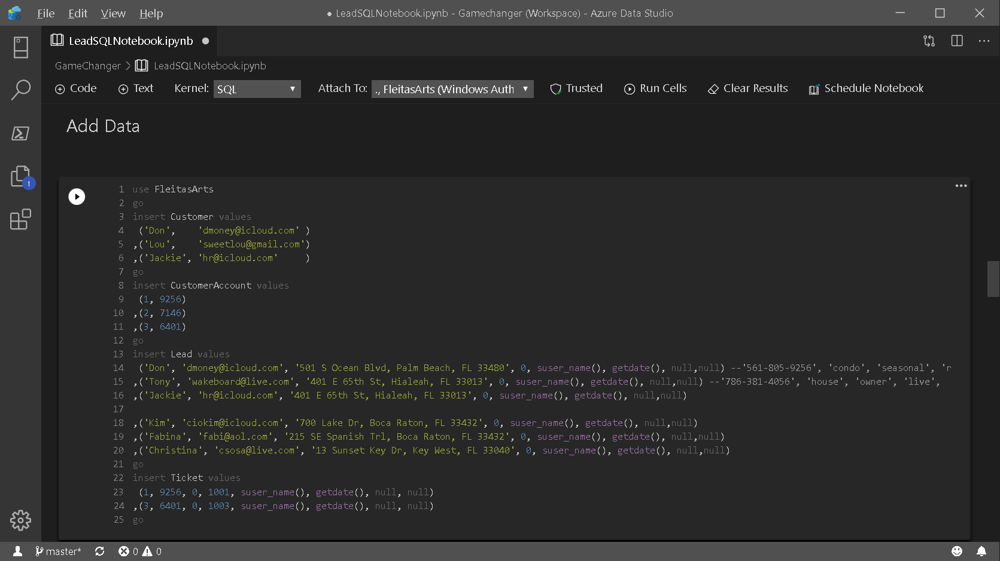 File Edit View Help ● LeadSQLNotebook.ipynb - Gamechanger (Workspace) - Azure Data Studio
LeadSQLNotebook.ipynb ●
GameChanger > LeadSQLNotebook.ipynb
Code Text Kernel: SQL Attach To: ., FleitasArts (Windows Auth Trusted Run Cells Clear Results Schedule Notebook
Add Data
1
1 use FleitasArts
2 go
3 insert Customer values
4  ('Don',    'dmoney@icloud.com' )
5 ,('Lou',    'sweetlou@gmail.com')
6 ,('Jackie', 'hr@icloud.com'     )
7 go
8 insert CustomerAccount values
9  (1, 9256)
10 ,(2, 7146)
11 ,(3, 6401)
12 go
13 insert Lead values
14  ('Don', 'dmoney@icloud.com', '501 S Ocean Blvd, Palm Beach, FL 33480', 0, suser_name(), getdate(), null,null) --'561-805-9256', 'condo', 'seasonal', 'r
15 ,('Tony', 'wakeboard@live.com', '401 E 65th St, Hialeah, FL 33013', 0, suser_name(), getdate(), null,null) --'786-381-4056', 'house', 'owner', 'live',
16 ,('Jackie', 'hr@icloud.com', '401 E 65th St, Hialeah, FL 33013', 0, suser_name(), getdate(), null,null)
17
18 ,('Kim', 'ciokim@icloud.com', '700 Lake Dr, Boca Raton, FL 33432', 0, suser_name(), getdate(), null,null)
19 ,('Fabina', 'fabi@aol.com', '215 SE Spanish Trl, Boca Raton, FL 33432', 0, suser_name(), getdate(), null,null)
20 ,('Christina', 'csosa@live.com', '13 Sunset Key Dr, Key West, FL 33040', 0, suser_name(), getdate(), null,null)
21 go
22 insert Ticket values
23  (1, 9256, 0, 1001, suser_name(), getdate(), null, null)
24 ,(3, 6401, 0, 1003, suser_name(), getdate(), null, null)
25 go
master* 0 0